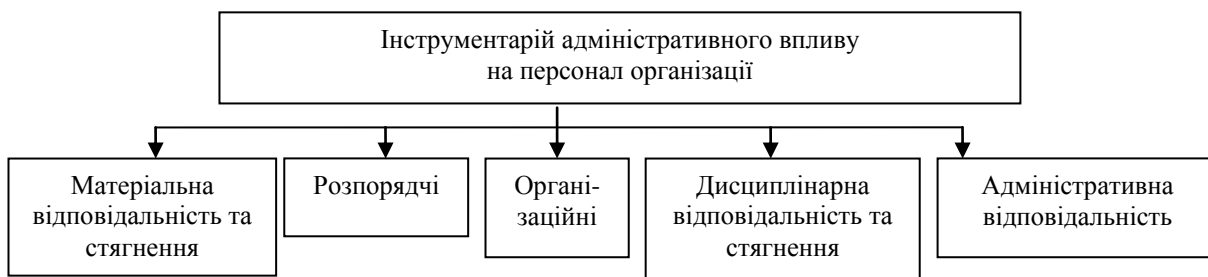 Інструментарій адміністративного впливу
на персонал організації
Матеріальна
відповідальність та
стягнення
Розпорядчі
Органі-
заційні
Дисциплінарна
відповідальність та
стягнення
Адміністративна
відповідальність